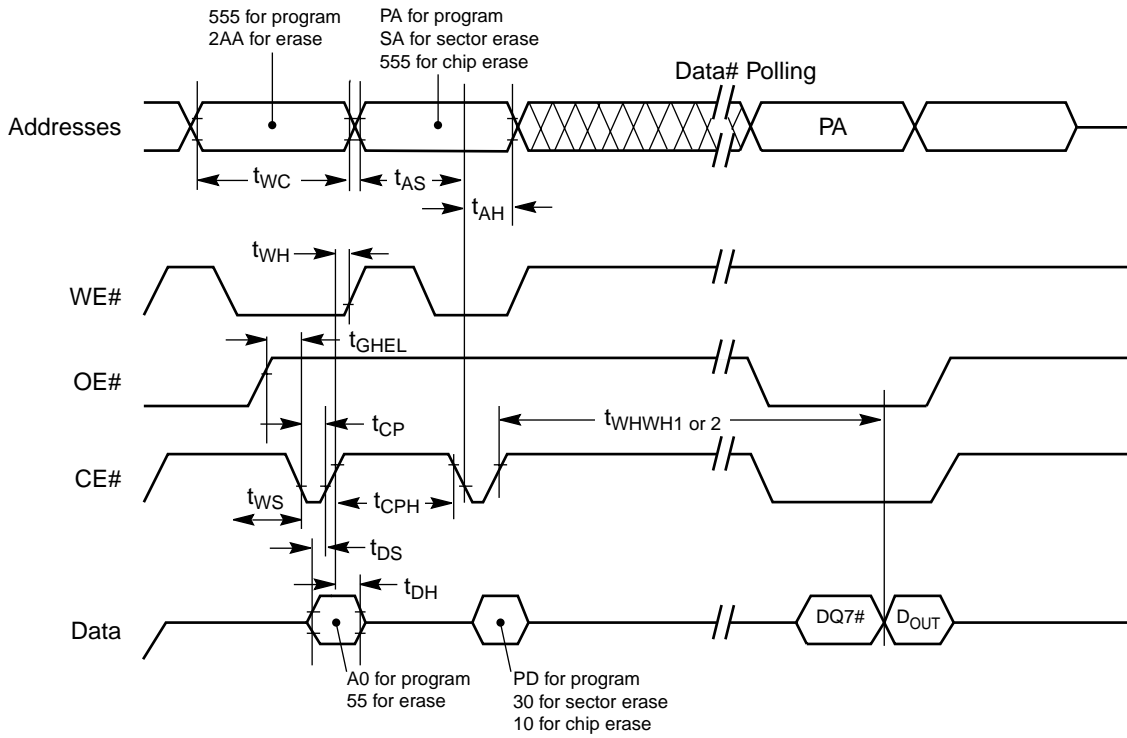 555 for program
2AA for erase
PA for program
SA for sector erase
555 for chip erase
Data# Polling
Addresses
PA
tWC
tAS
tAH
tWH
WE#
tGHEL
OE#
tWHWH1 or 2
tCP
CE#
tWS
tCPH
tDS
tDH
Data
DQ7#
DOUT
A0 for program
55 for erase
PD for program
30 for sector erase
10 for chip erase